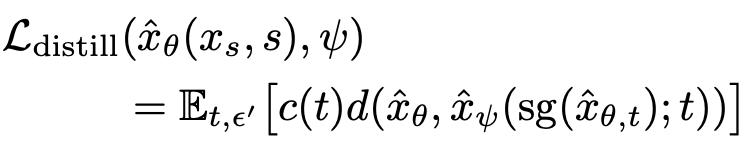 ℒ_distill(x̂_θ(x_s, s), ψ)
= 𝔼_{t,ϵ′}[c(t)d(x̂_θ, x̂_ψ(sg(x̂_{θ,t}); t))]